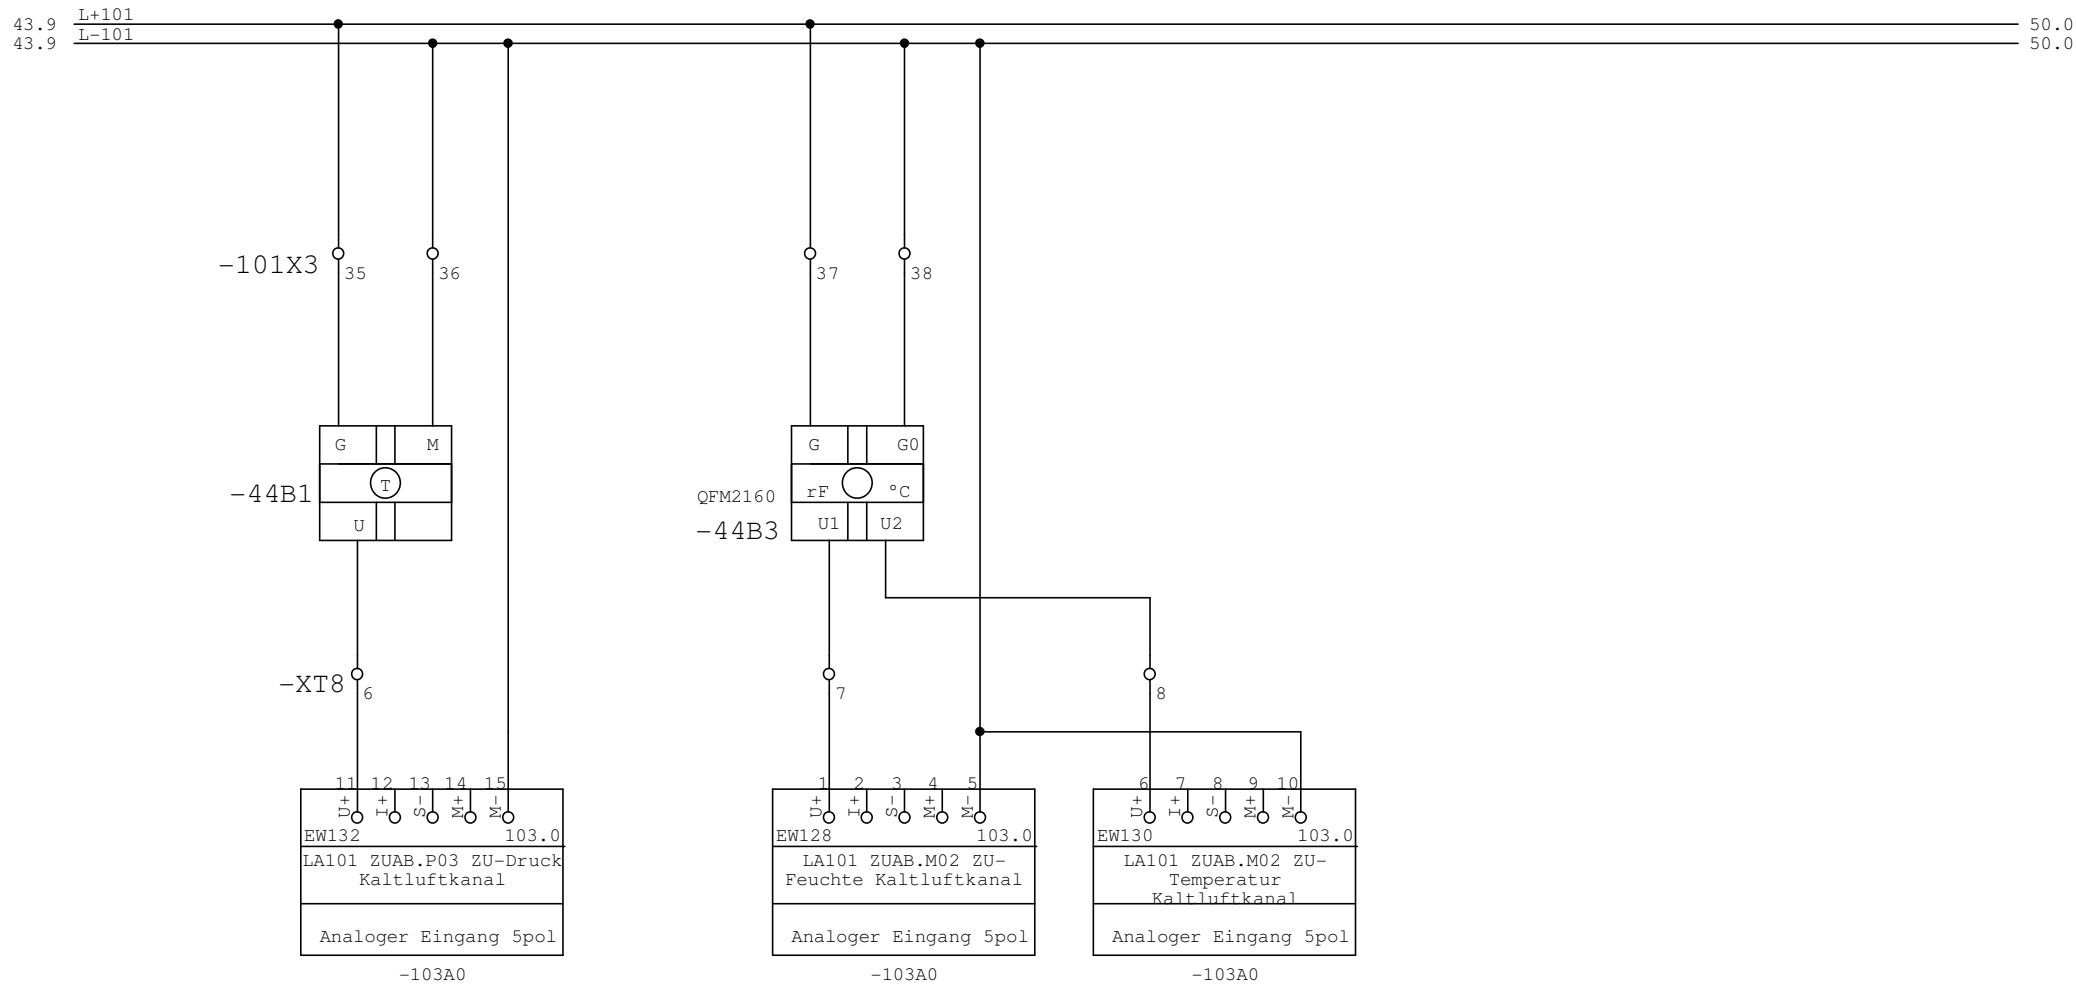 43.9 L+101 50.0
43.9 L-101 50.0
-101X3 35 36 37 38
G M G G0
-44B1 T QFM2160 rF °C
U -44B3 U1 U2
-XT8 6 7 8
11 12 13 14 15 1 2 3 4 5 6 7 8 9 10
U+ I+ S- M+ M- U+ I+ S- M+ M- U+ I+ S- M+ M-
EW132 103.0 EW128 103.0 EW130 103.0
LA101 ZUAB.P03 ZU-Druck
Kaltluftkanal
LA101 ZUAB.M02 ZU-
Feuchte Kaltluftkanal
LA101 ZUAB.M02 ZU-
Temperatur
Kaltluftkanal
Analoger Eingang 5pol Analoger Eingang 5pol Analoger Eingang 5pol
-103A0 -103A0 -103A0